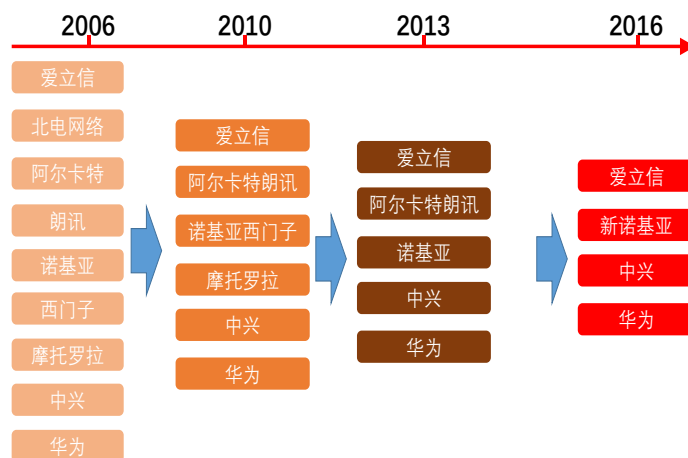 2006
2010
2013
2016
爱立信
北电网络
阿尔卡特
朗讯
诺基亚
西门子
摩托罗拉
中兴
华为
爱立信
阿尔卡特朗讯
诺基亚西门子
摩托罗拉
中兴
华为
爱立信
阿尔卡特朗讯
诺基亚
中兴
华为
爱立信
新诺基亚
中兴
华为